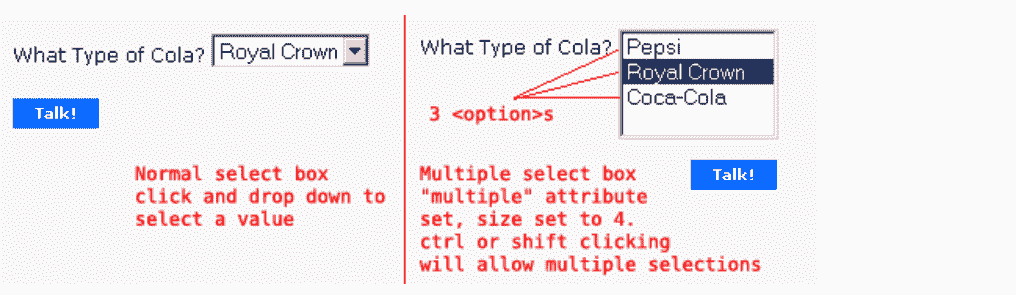 What Type of Cola? Royal Crown
Talk!
Normal select box
click and drop down to
select a value
What Type of Cola? Pepsi
Royal Crown
Coca-Cola
3 <option>s
Multiple select box
"multiple" attribute
set, size set to 4.
ctrl or shift clicking
will allow multiple selections
Talk!